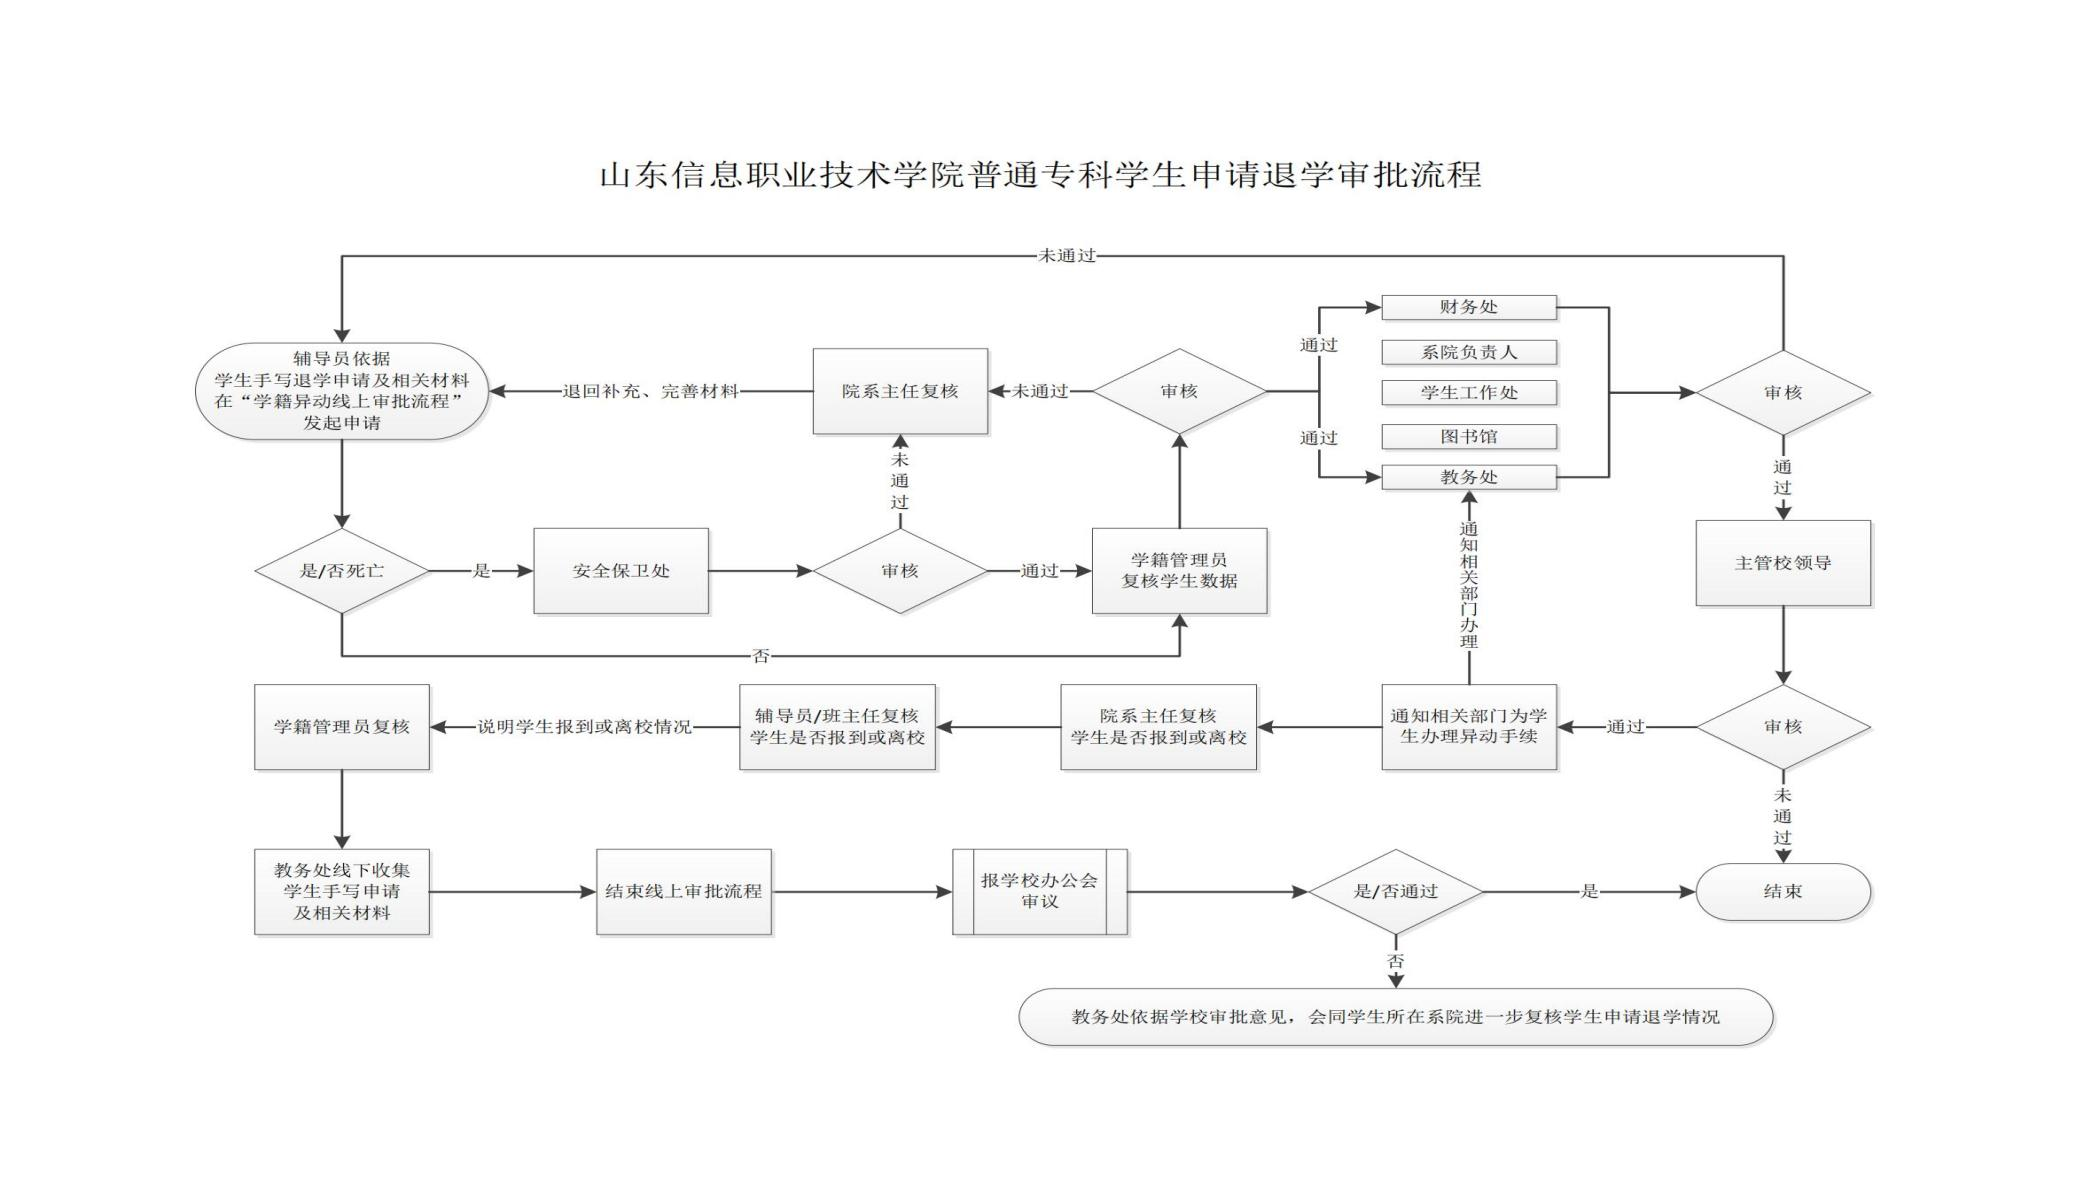 山东信息职业技术学院普通专科学生申请退学审批流程
未通过
辅导员依据
学生手写退学申请及相关材料
在“学籍异动线上审批流程”
发起申请
退回补充、完善材料
院系主任复核
未通过
审核
通过
通过
财务处
系院负责人
学生工作处
图书馆
教务处
审核
未通过
通过
通知相关部门办理
是/否死亡
是
安全保卫处
审核
通过
学籍管理员
复核学生数据
主管校领导
否
学籍管理员复核
说明学生报到或离校情况
辅导员/班主任复核
学生是否报到或离校
院系主任复核
学生是否报到或离校
通知相关部门为学
生办理异动手续
通过
审核
未通过
教务处线下收集
学生手写申请
及相关材料
结束线上审批流程
报学校办公会
审议
是/否通过
是
结束
否
教务处依据学校审批意见，会同学生所在系院进一步复核学生申请退学情况